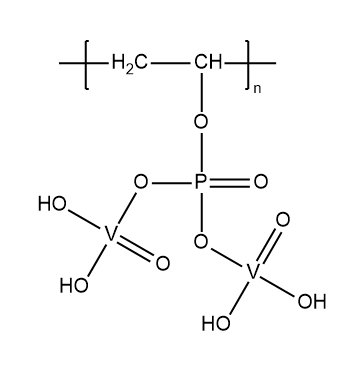 H2C CH
n
O
O P O
HO O O
V V
HO O OH
HO